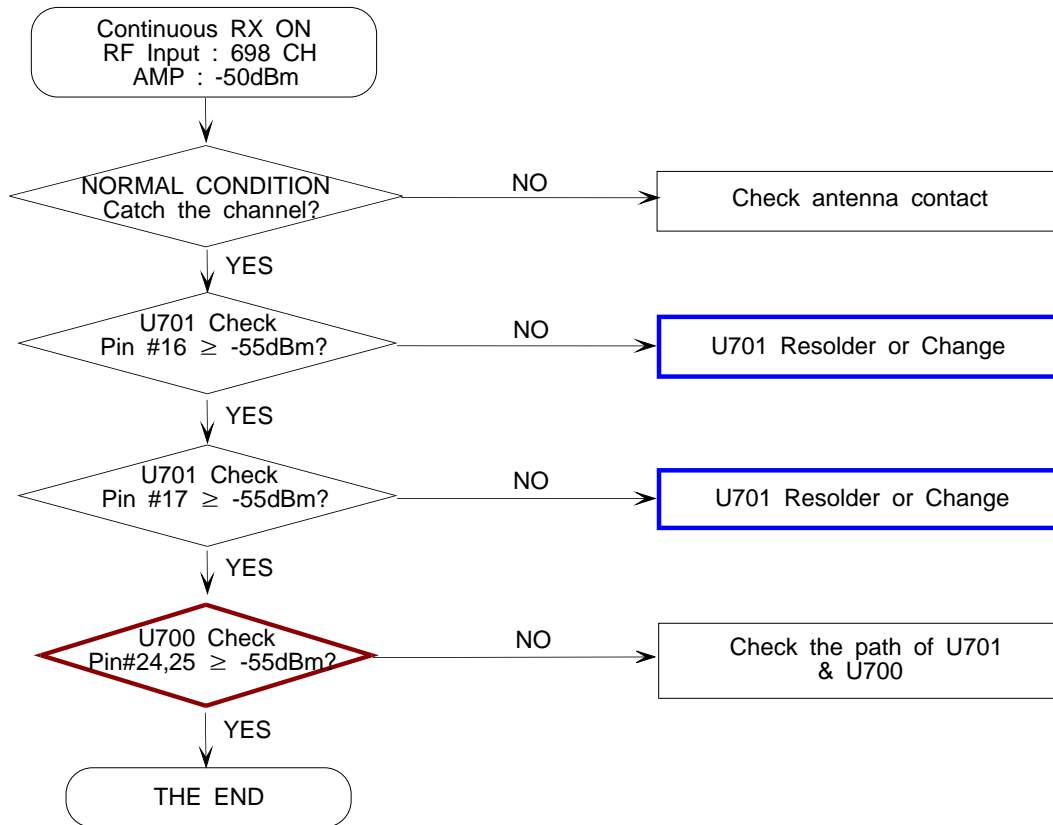 Continuous RX ON
RF Input : 698 CH
AMP : -50dBm
NORMAL CONDITION
Catch the channel?
NO
Check antenna contact
YES
U701 Check
Pin #16 ≥ -55dBm?
NO
U701 Resolder or Change
YES
U701 Check
Pin #17 ≥ -55dBm?
NO
U701 Resolder or Change
YES
U700 Check
Pin#24,25 ≥ -55dBm?
NO
Check the path of U701
& U700
YES
THE END